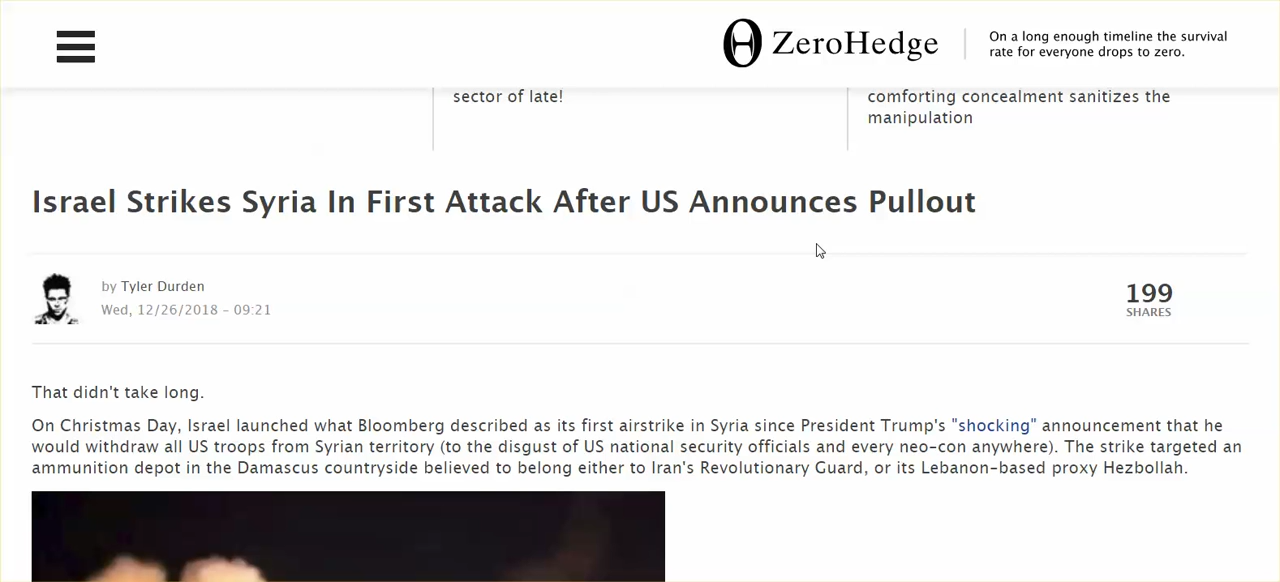 ZeroHedge
On a long enough timeline the survival
rate for everyone drops to zero.
sector of late!
comforting concealment sanitizes the
manipulation
Israel Strikes Syria In First Attack After US Announces Pullout
by Tyler Durden
Wed, 12/26/2018 - 09:21
199
SHARES
That didn't take long.
On Christmas Day, Israel launched what Bloomberg described as its first airstrike in Syria since President Trump's "shocking" announcement that he
would withdraw all US troops from Syrian territory (to the disgust of US national security officials and every neo-con anywhere). The strike targeted an
ammunition depot in the Damascus countryside believed to belong either to Iran's Revolutionary Guard, or its Lebanon-based proxy Hezbollah.